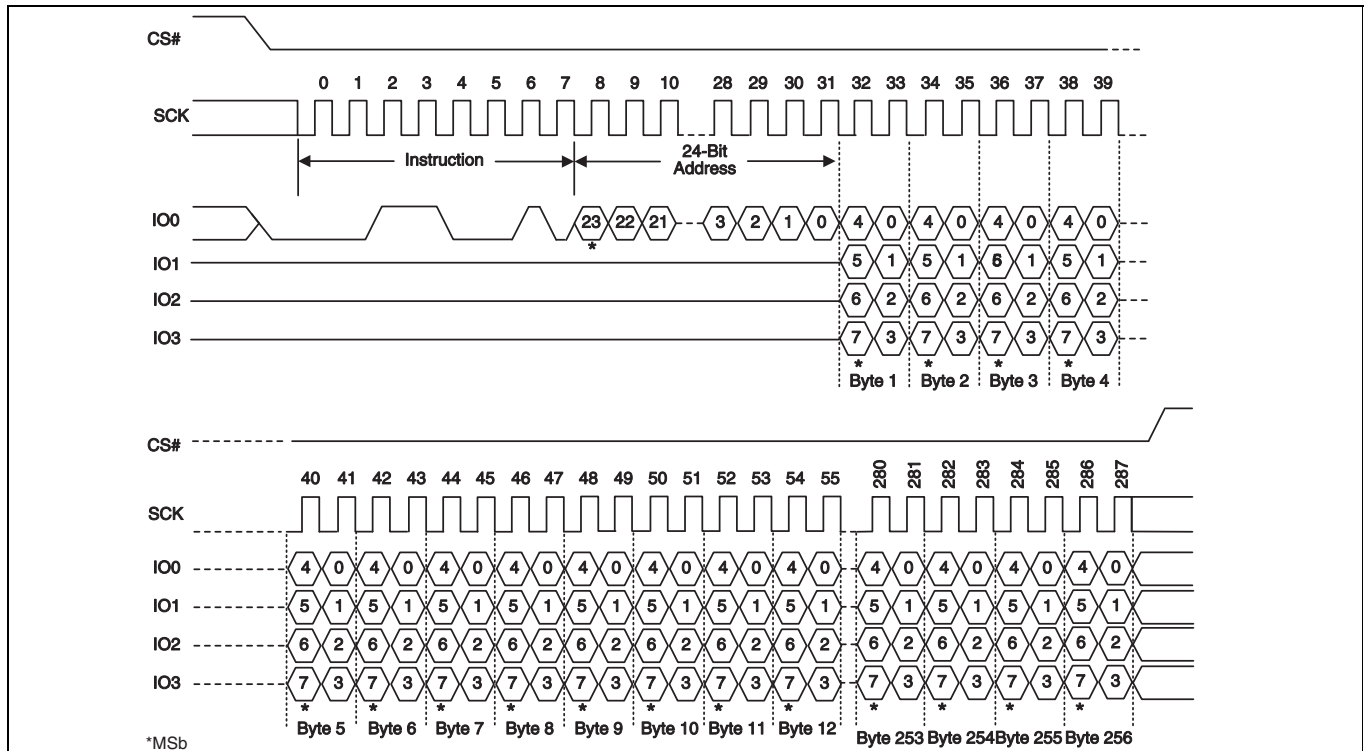 CS#
0 1 2 3 4 5 6 7 8 9 10 28 29 30 31 32 33 34 35 36 37 38 39
SCK
Instruction
24-Bit
Address
IO0 23 22 21 3 2 1 0 4 0 4 0 4 0 4 0
*
IO1 5 1 5 1 6 1 5 1
IO2 6 2 6 2 6 2 6 2
IO3 7 3 7 3 7 3 7 3
* * * *
Byte 1 Byte 2 Byte 3 Byte 4
CS#
40 41 42 43 44 45 46 47 48 49 50 51 52 53 54 55 280 281 282 283 284 285 286 287
SCK
IO0 4 0 4 0 4 0 4 0 4 0 4 0 4 0 4 0 4 0 4 0 4 0 4 0
IO1 5 1 5 1 5 1 5 1 5 1 5 1 5 1 5 1 5 1 5 1 5 1 5 1
IO2 6 2 6 2 6 2 6 2 6 2 6 2 6 2 6 2 6 2 6 2 6 2 6 2
IO3 7 3 7 3 7 3 7 3 7 3 7 3 7 3 7 3 7 3 7 3 7 3 7 3
* * * * * * * * * * * *
Byte 5 Byte 6 Byte 7 Byte 8 Byte 9 Byte 10 Byte 11 Byte 12 Byte 253 Byte 254 Byte 255 Byte 256
*MSb